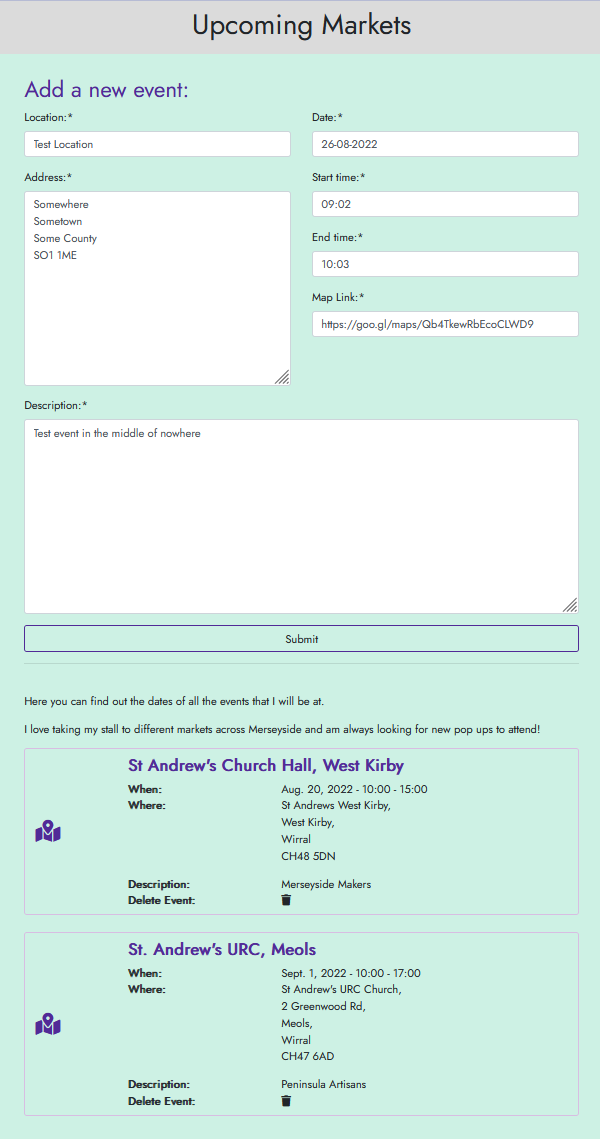 Upcoming Markets
Add a new event:
Location:*
Test Location
Date:*
26-08-2022
Address:*
Somewhere
Sometown
Some County
SO1 1ME
Start time:*
09:02
End time:*
10:03
Map Link:*
https://goo.gl/maps/Qb4TkewRbEcoCLWD9
Description:*
Test event in the middle of nowhere
Submit
Here you can find out the dates of all the events that I will be at.
I love taking my stall to different markets across Merseyside and am always looking for new pop ups to attend!
St Andrew's Church Hall, West Kirby
When: Aug. 20, 2022 - 10:00 - 15:00
Where: St Andrews West Kirby,
West Kirby,
Wirral
CH48 5DN
Description: Merseyside Makers
Delete Event:
St. Andrew's URC, Meols
When: Sept. 1, 2022 - 10:00 - 17:00
Where: St Andrew's URC Church,
2 Greenwood Rd,
Meols,
Wirral
CH47 6AD
Description: Peninsula Artisans
Delete Event: